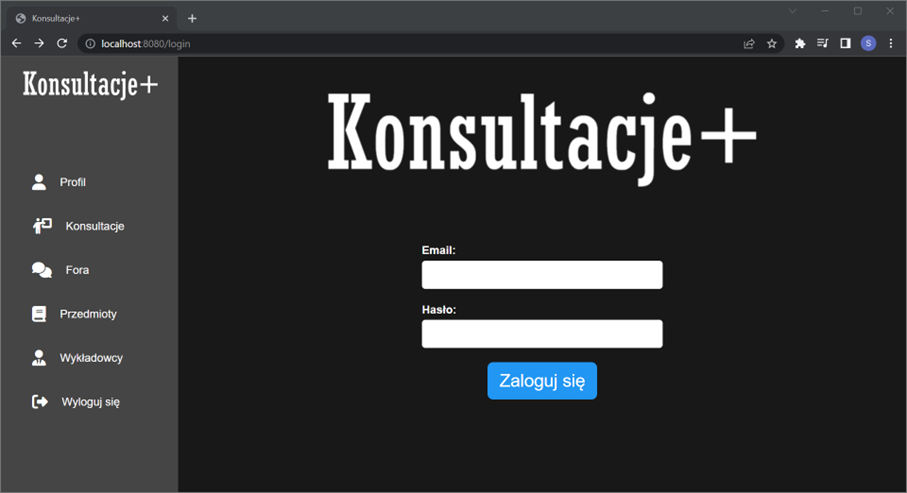 Konsultacje+
localhost:8080/login
S
Konsultacje+
Profil
Konsultacje
Fora
Przedmioty
Wykładowcy
Wyloguj się
Konsultacje+
Email:
Hasło:
Zaloguj się